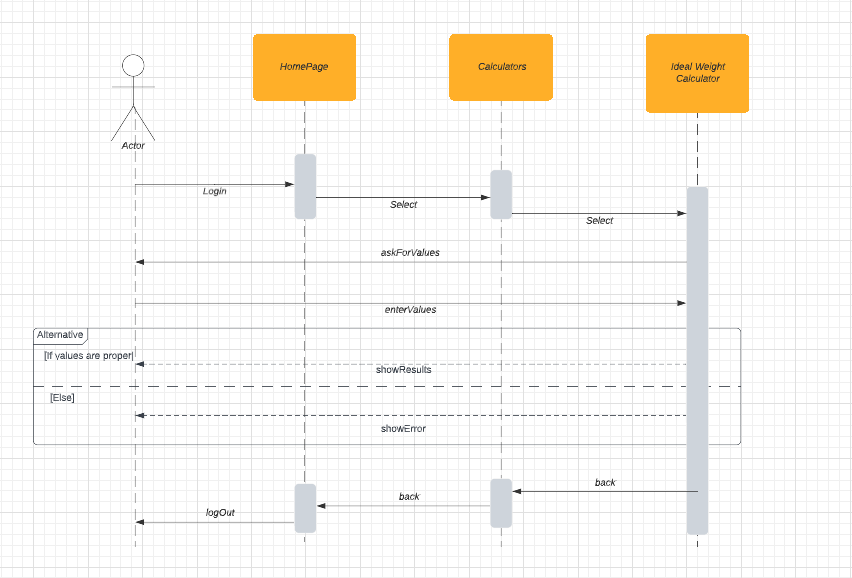 HomePage
Calculators
Ideal Weight
Calculator
Actor
Login
Select
Select
askForValues
enterValues
Alternative
[If values are proper]
showResults
[Else]
showError
back
back
logOut